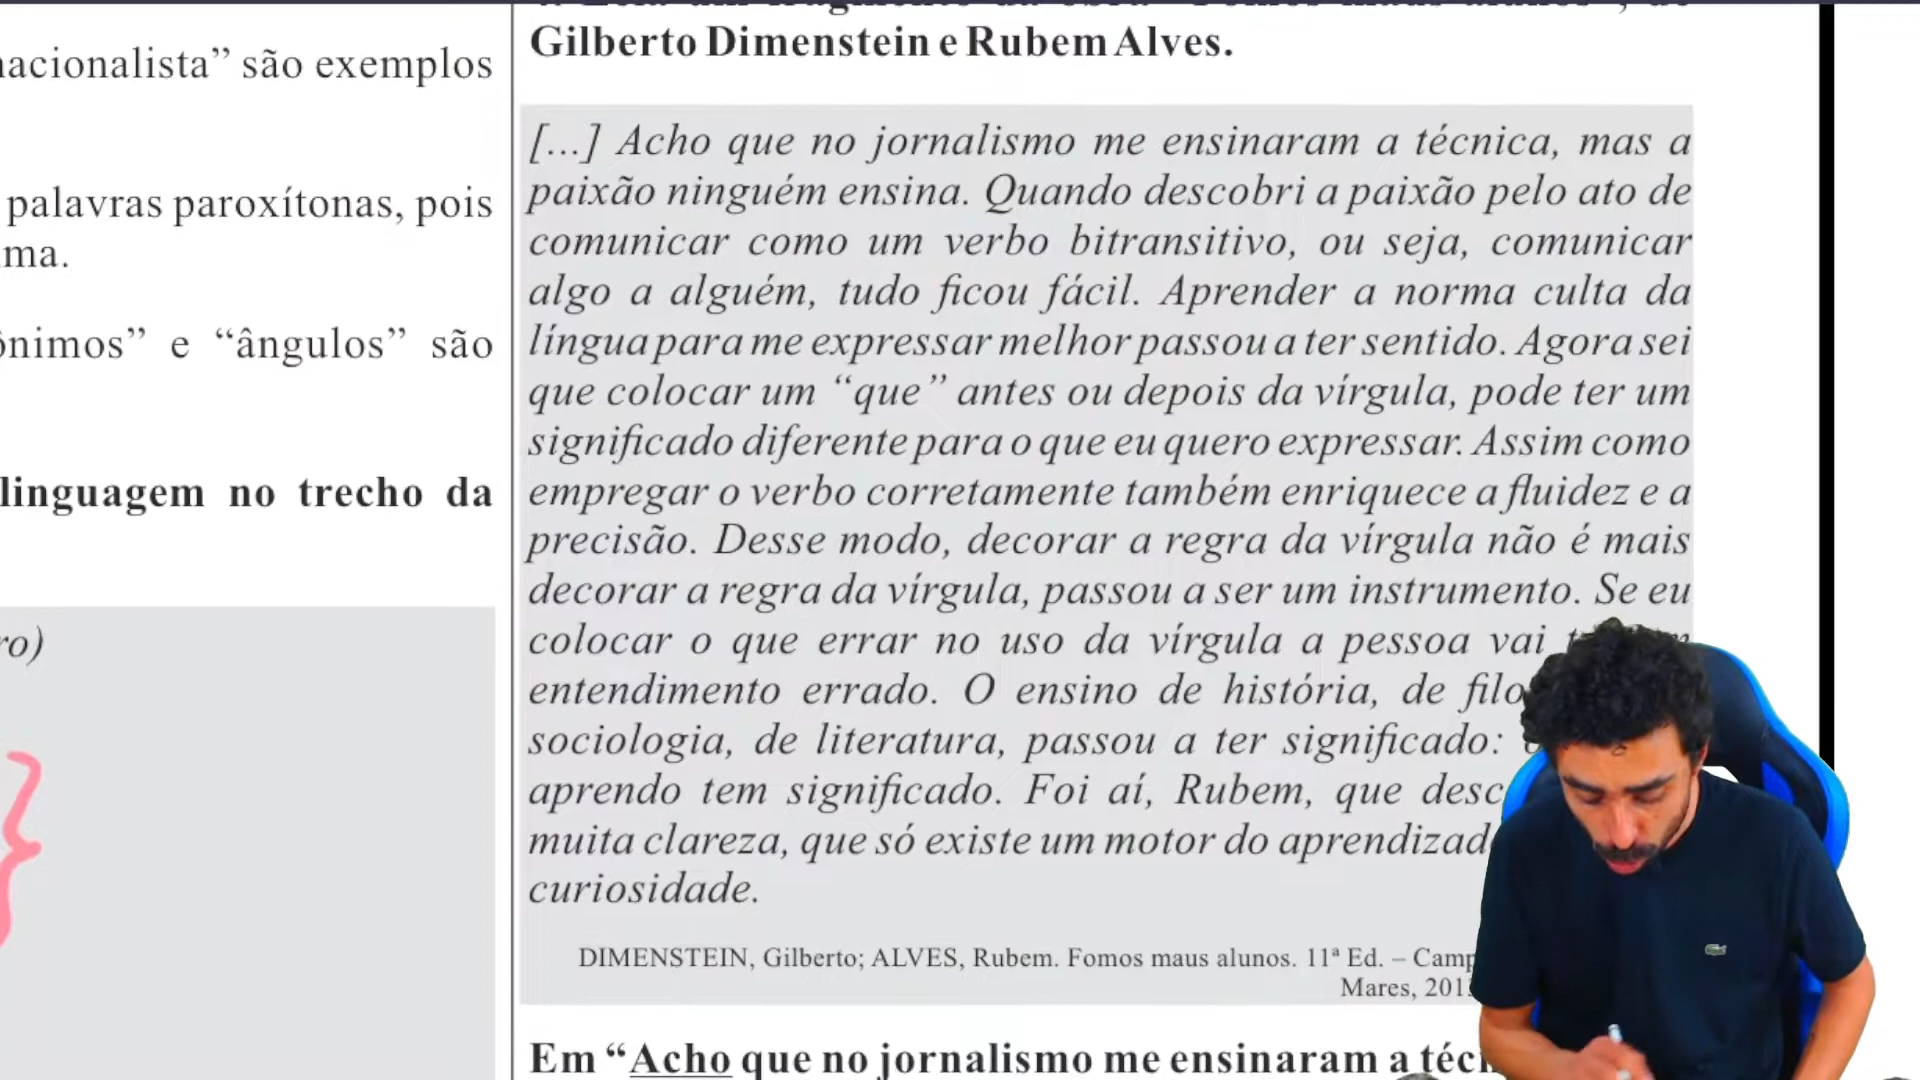 nacionalista” são exemplos
palavras paroxítonas, pois
ma.
ônimos” e “ângulos” são
linguagem no trecho da
ro)
Gilberto Dimenstein e Rubem Alves.
[...] Acho que no jornalismo me ensinaram a técnica, mas a
paixão ninguém ensina. Quando descobri a paixão pelo ato de
comunicar como um verbo bitransitivo, ou seja, comunicar
algo a alguém, tudo ficou fácil. Aprender a norma culta da
língua para me expressar melhor passou a ter sentido. Agora sei
que colocar um “que” antes ou depois da vírgula, pode ter um
significado diferente para o que eu quero expressar. Assim como
empregar o verbo corretamente também enriquece a fluidez e a
precisão. Desse modo, decorar a regra da vírgula não é mais
decorar a regra da vírgula, passou a ser um instrumento. Se eu
colocar o que errar no uso da vírgula a pessoa vai
entendimento errado. O ensino de história, de filo
sociologia, de literatura, passou a ter significado:
aprendo tem significado. Foi aí, Rubem, que desc
muita clareza, que só existe um motor do aprendizad
curiosidade.
DIMENSTEIN, Gilberto; ALVES, Rubem. Fomos maus alunos. 11ª Ed. – Camp
Mares, 201
Em “Acho que no jornalismo me ensinaram a téc